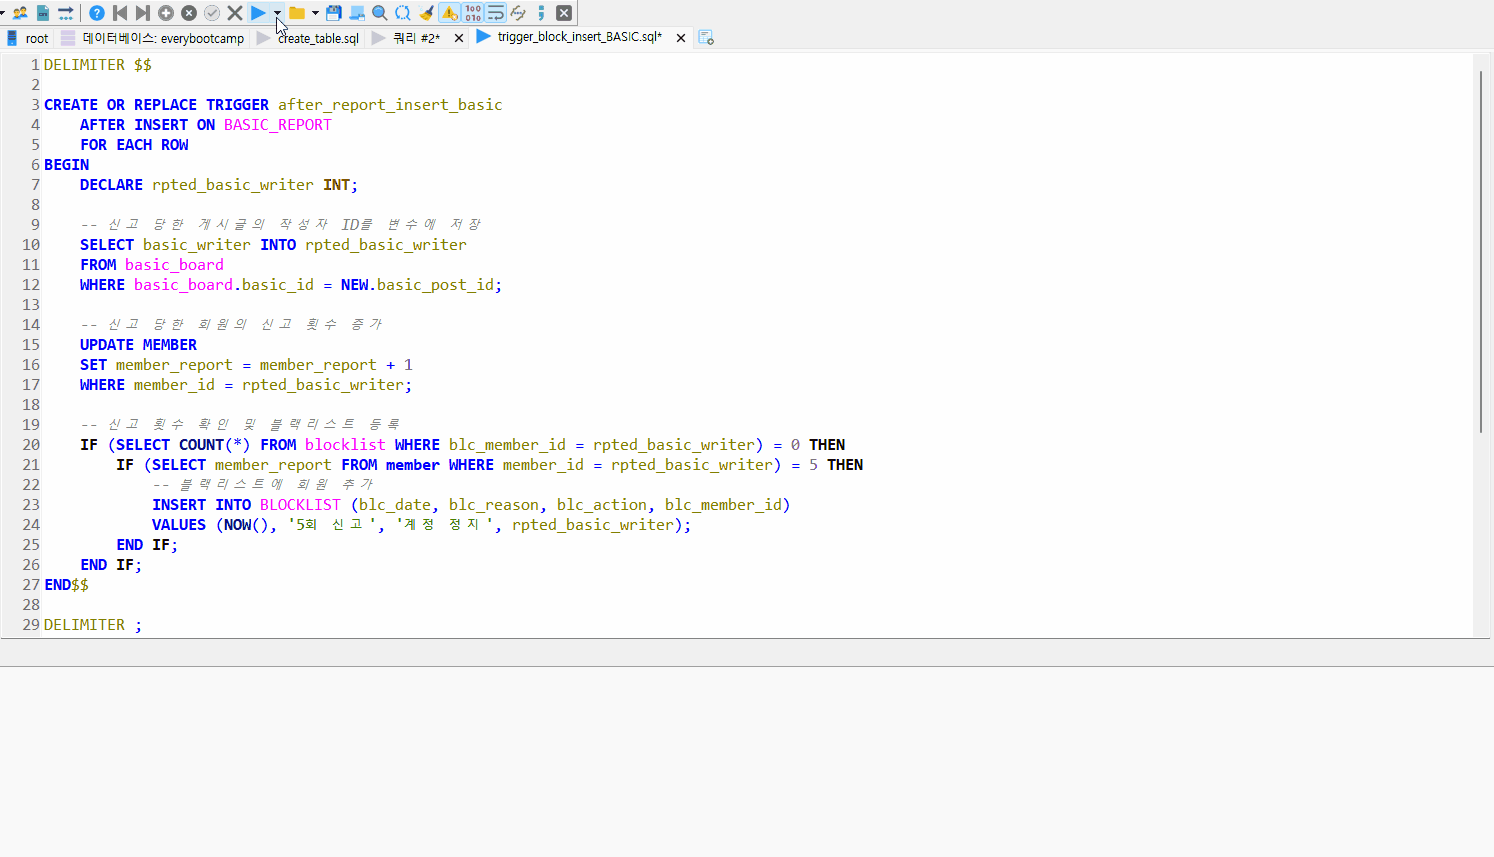 root 데이터베이스: everybootcamp create_table.sql 쿼리 #2* trigger_block_insert_BASIC.sql*
1 DELIMITER $$
2
3 CREATE OR REPLACE TRIGGER after_report_insert_basic
4 AFTER INSERT ON BASIC_REPORT
5 FOR EACH ROW
6 BEGIN
7 DECLARE rpted_basic_writer INT;
8
9 -- 신고 당한 게시글의 작성자 ID를 변수에 저장
10 SELECT basic_writer INTO rpted_basic_writer
11 FROM basic_board
12 WHERE basic_board.basic_id = NEW.basic_post_id;
13
14 -- 신고 당한 회원의 신고 횟수 증가
15 UPDATE MEMBER
16 SET member_report = member_report + 1
17 WHERE member_id = rpted_basic_writer;
18
19 -- 신고 횟수 확인 및 블랙리스트 등록
20 IF (SELECT COUNT(*) FROM blocklist WHERE blc_member_id = rpted_basic_writer) = 0 THEN
21 IF (SELECT member_report FROM member WHERE member_id = rpted_basic_writer) = 5 THEN
22 -- 블랙리스트에 회원 추가
23 INSERT INTO BLOCKLIST (blc_date, blc_reason, blc_action, blc_member_id)
24 VALUES (NOW(), '5회 신고', '계정 정지', rpted_basic_writer);
25 END IF;
26 END IF;
27 END$$
28
29 DELIMITER ;